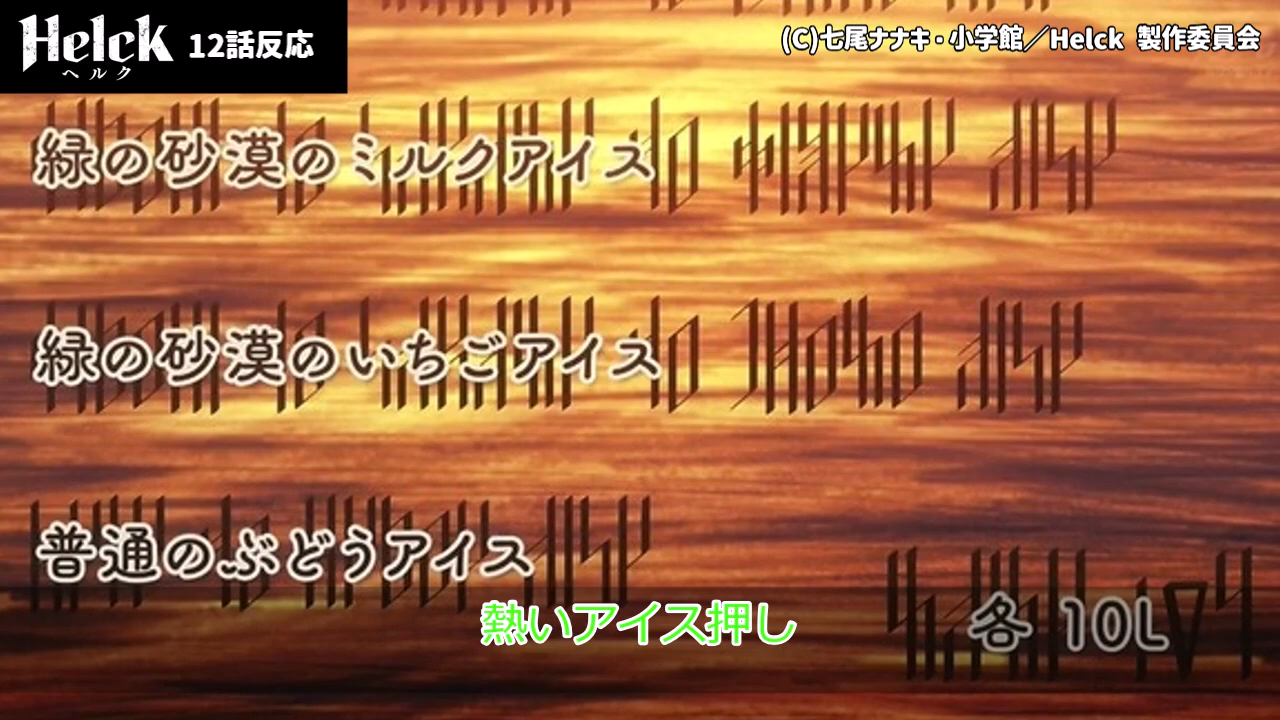 Helck
ヘルク
12話反応
(C)七尾ナナキ・小学館／Helck 製作委員会
緑の砂漠のミルクアイス
緑の砂漠のいちごアイス
普通のぶどうアイス
熱いアイス押し
各 10L